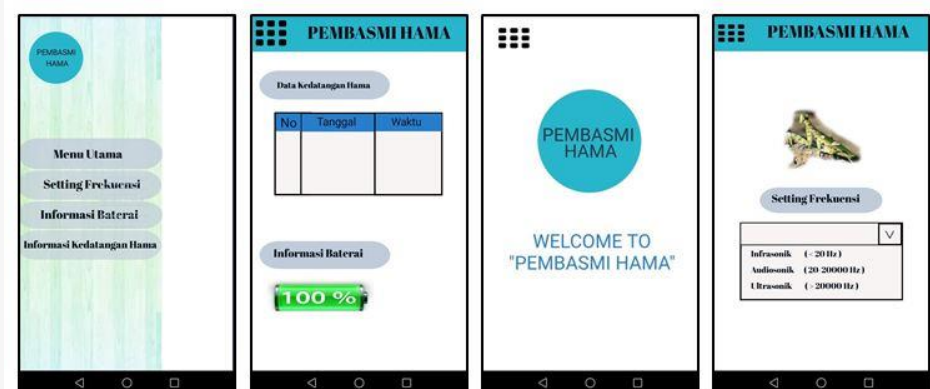 PEMBASMI
HAMA
Menu Utama
Setting Frekuensi
Informasi Baterai
Informasi Kedatangan Hama
PEMBASMI HAMA
Data Kedatangan Hama
No Tanggal Waktu
Informasi Baterai
100 %
PEMBASMI
HAMA
WELCOME TO
"PEMBASMI HAMA"
PEMBASMI HAMA
Setting Frekuensi
Infrasonik (< 20 Hz)
Audiosonik (20-20000 Hz)
Ultrasonik (> 20000 Hz)